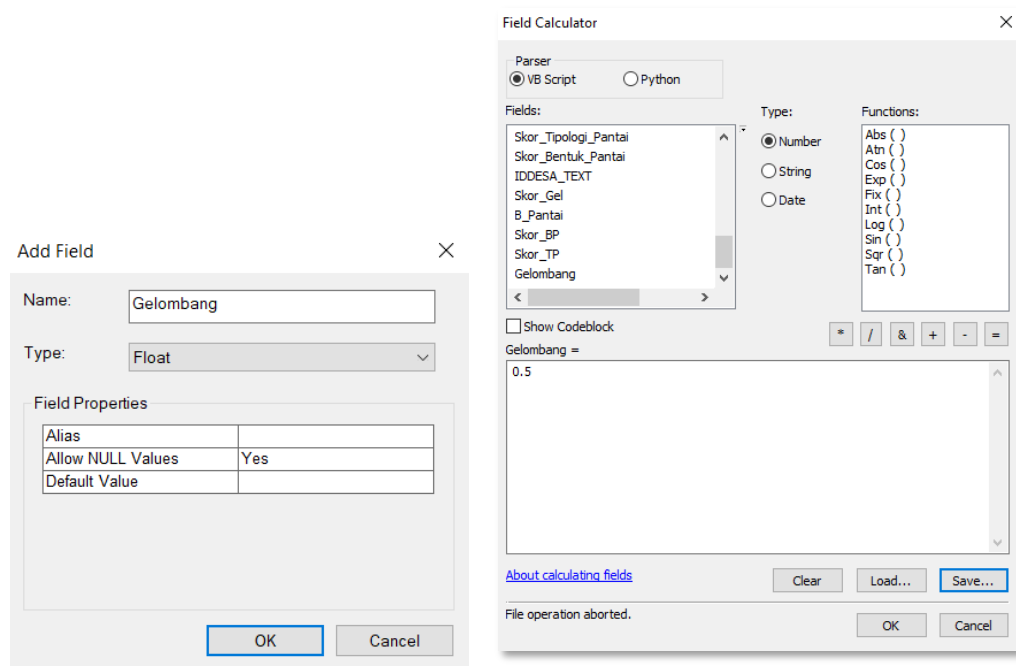 Add Field
Name:
Gelombang
Type:
Float
Field Properties
Alias
Allow NULL Values Yes
Default Value
OK Cancel
Field Calculator
Parser
VB Script Python
Fields:
Skor_Tipologi_Pantai
Skor_Bentuk_Pantai
IDDESA_TEXT
Skor_Gel
B_Pantai
Skor_BP
Skor_TP
Gelombang
Type:
Number
String
Date
Functions:
Abs ( )
Atn ( )
Cos ( )
Exp ( )
Fix ( )
Int ( )
Log ( )
Sin ( )
Sqr ( )
Tan ( )
Show Codeblock
* / & + - =
Gelombang =
0.5
About calculating fields
Clear Load... Save...
File operation aborted.
OK Cancel